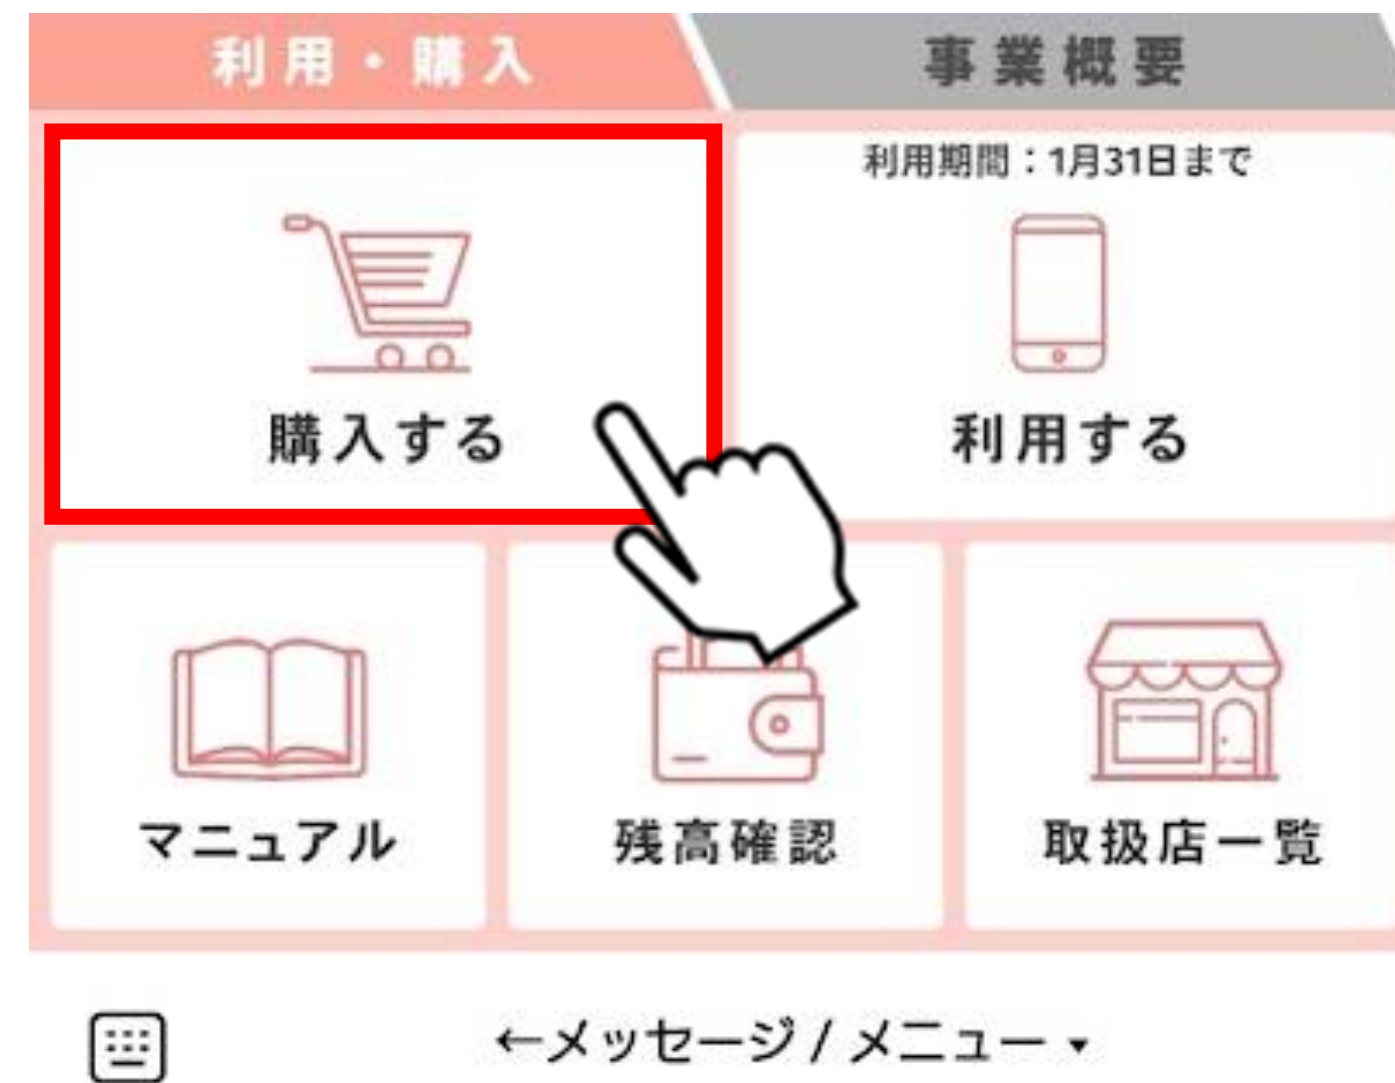 利用・購入
事業概要
利用期間：1月31日まで
購入する
利用する
マニュアル
残高確認
取扱店一覧
←メッセージ / メニュー ▾